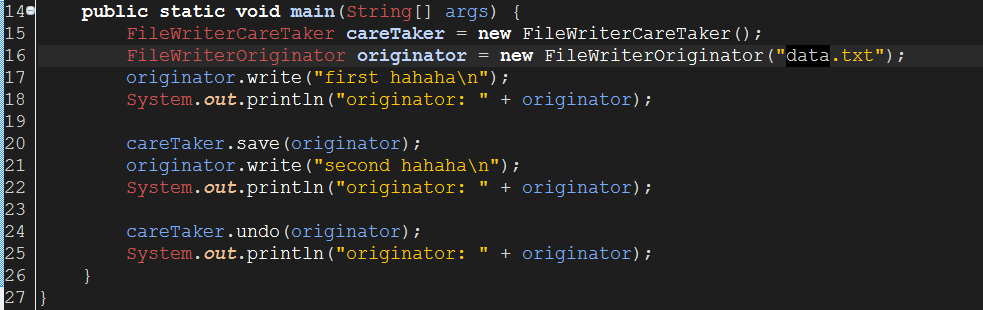 14 public static void main(String[] args) {
15 FileWriterCareTaker careTaker = new FileWriterCareTaker();
16 FileWriterOriginator originator = new FileWriterOriginator("data.txt");
17 originator.write("first hahaha\n");
18 System.out.println("originator: " + originator);
19
20 careTaker.save(originator);
21 originator.write("second hahaha\n");
22 System.out.println("originator: " + originator);
23
24 careTaker.undo(originator);
25 System.out.println("originator: " + originator);
26 }
27 }